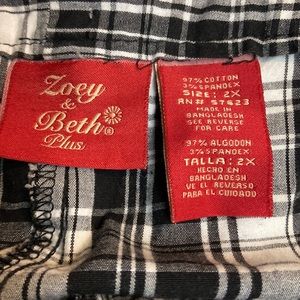 Zoey
&
Beth®
Plus
97% COTTON
3% SPANDEX
SIZE: 2X
RN# 57623
MADE IN
BANGLADESH
SEE REVERSE
FOR CARE
97% ALGODON
3% SPANDEX
TALLA: 2X
HECHO EN
BANGLADESH
VE EL REVERSO
PARA EL CUIDADO